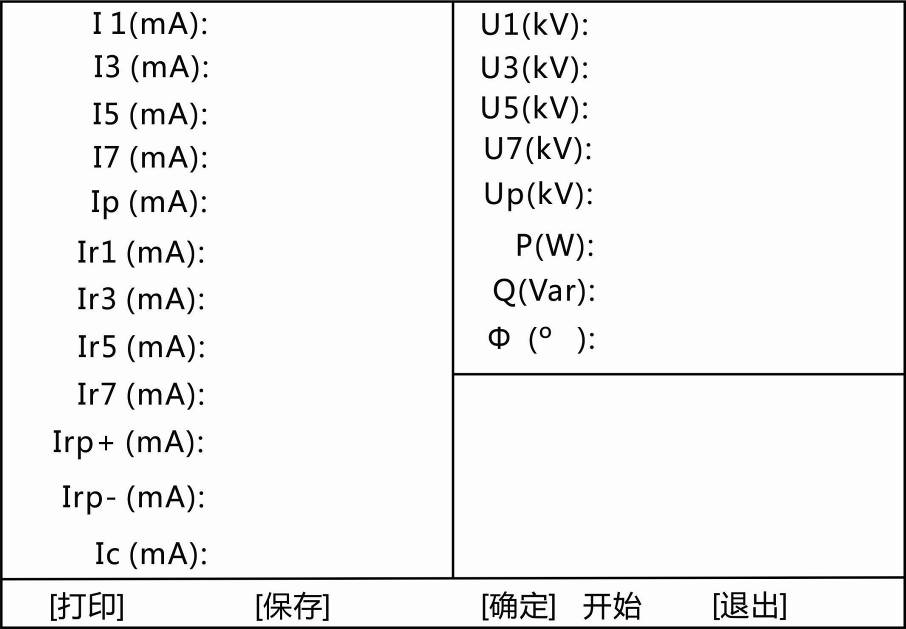 I 1(mA):
I3 (mA):
I5 (mA):
I7 (mA):
Ip (mA):
Ir1 (mA):
Ir3 (mA):
Ir5 (mA):
Ir7 (mA):
Irp+ (mA):
Irp- (mA):
Ic (mA):
U1(kV):
U3(kV):
U5(kV):
U7(kV):
Up(kV):
P(W):
Q(Var):
Φ (° ):
[打印] [保存] [确定] 开始 [退出]